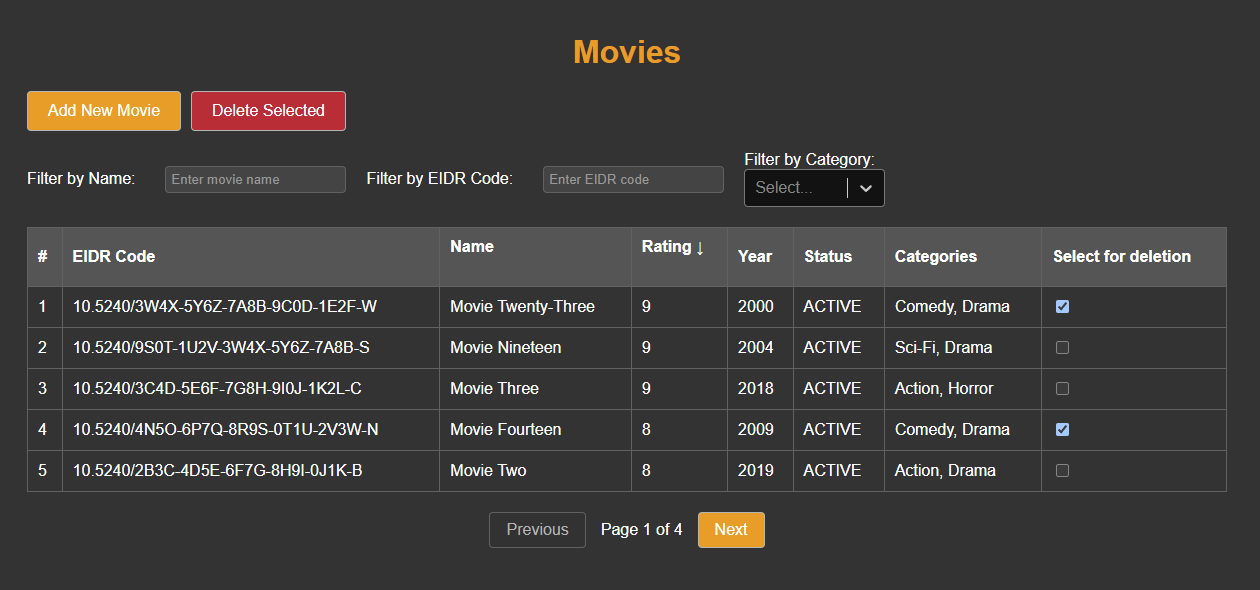 Movies
Add New Movie Delete Selected
Filter by Name: Enter movie name Filter by EIDR Code: Enter EIDR code Filter by Category: Select...
# EIDR Code Name Rating ↓ Year Status Categories Select for deletion
1 10.5240/3W4X-5Y6Z-7A8B-9C0D-1E2F-W Movie Twenty-Three 9 2000 ACTIVE Comedy, Drama
2 10.5240/9S0T-1U2V-3W4X-5Y6Z-7A8B-S Movie Nineteen 9 2004 ACTIVE Sci-Fi, Drama
3 10.5240/3C4D-5E6F-7G8H-9I0J-1K2L-C Movie Three 9 2018 ACTIVE Action, Horror
4 10.5240/4N5O-6P7Q-8R9S-0T1U-2V3W-N Movie Fourteen 8 2009 ACTIVE Comedy, Drama
5 10.5240/2B3C-4D5E-6F7G-8H9I-0J1K-B Movie Two 8 2019 ACTIVE Action, Drama
Previous Page 1 of 4 Next